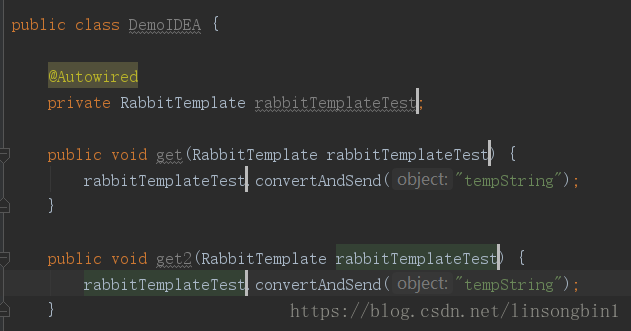 public class DemoIDEA {
@Autowired
private RabbitTemplate rabbitTemplateTest;
public void get(RabbitTemplate rabbitTemplateTest) {
rabbitTemplateTest.convertAndSend( object: "tempString");
}
public void get2(RabbitTemplate rabbitTemplateTest) {
rabbitTemplateTest.convertAndSend( object: "tempString");
}
https://blog.csdn.net/linsongbin1